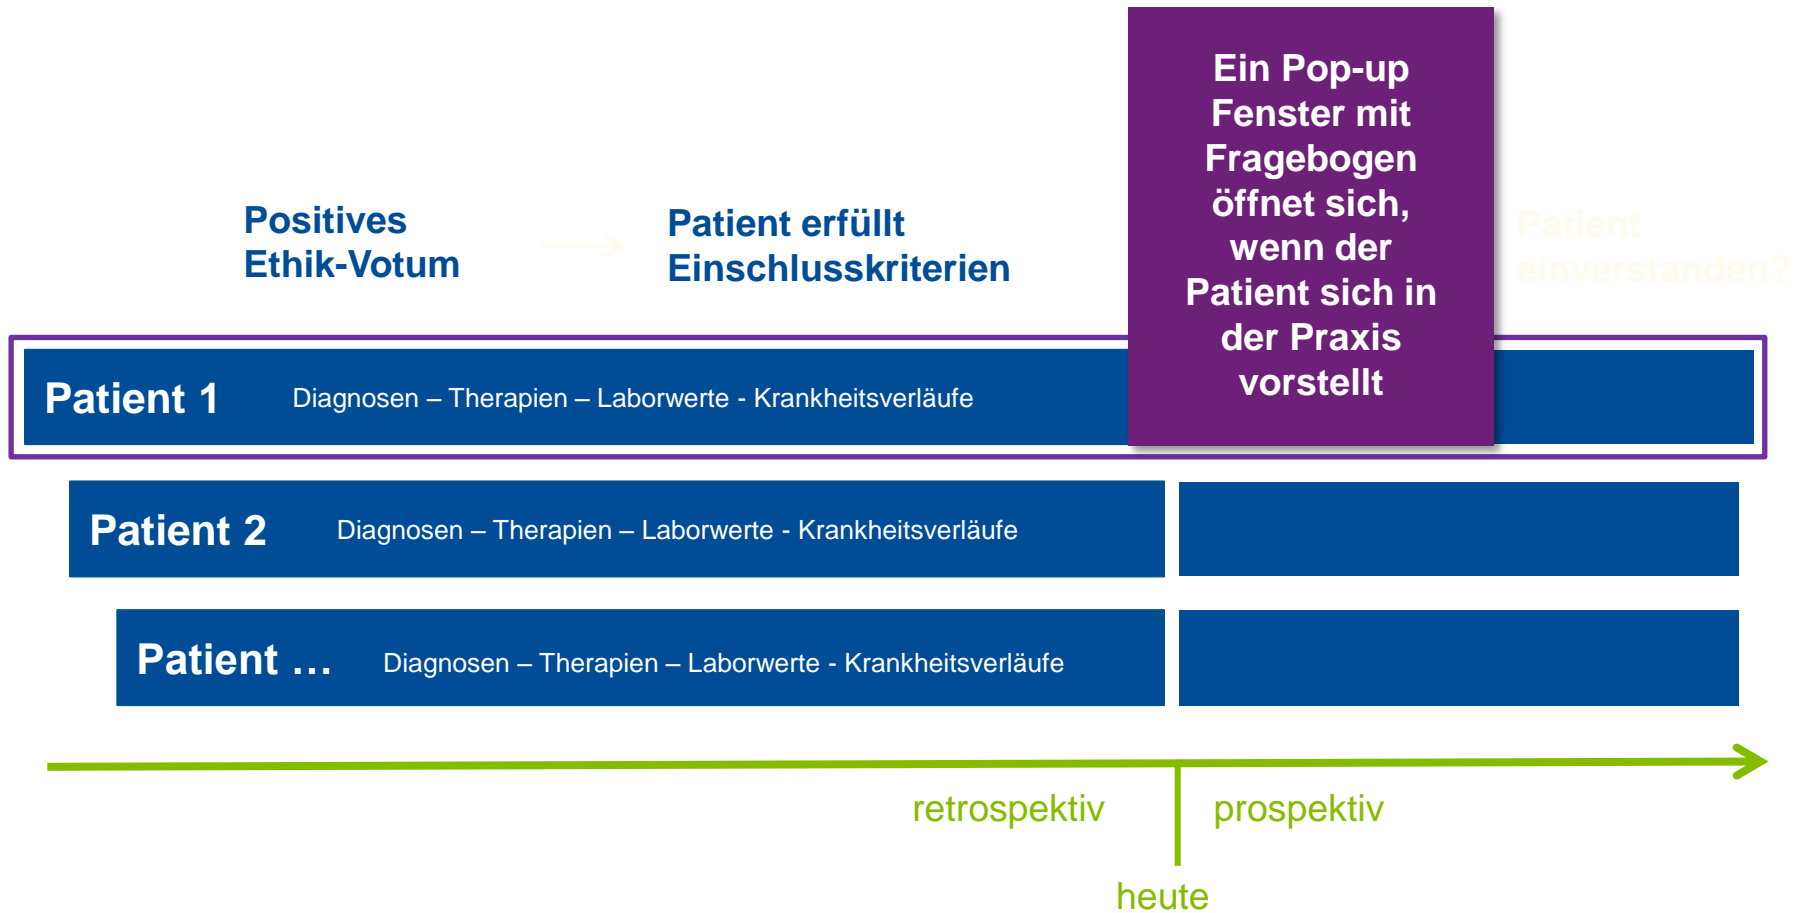 Ein Pop-up
Fenster mit
Fragebogen
öffnet sich,
wenn der
Patient sich in
der Praxis
vorstellt
Positives
Ethik-Votum
Patient erfüllt
Einschlusskriterien
Patient
einverstanden?
Patient 1 Diagnosen – Therapien – Laborwerte - Krankheitsverläufe
Patient 2 Diagnosen – Therapien – Laborwerte - Krankheitsverläufe
Patient … Diagnosen – Therapien – Laborwerte - Krankheitsverläufe
retrospektiv prospektiv
heute